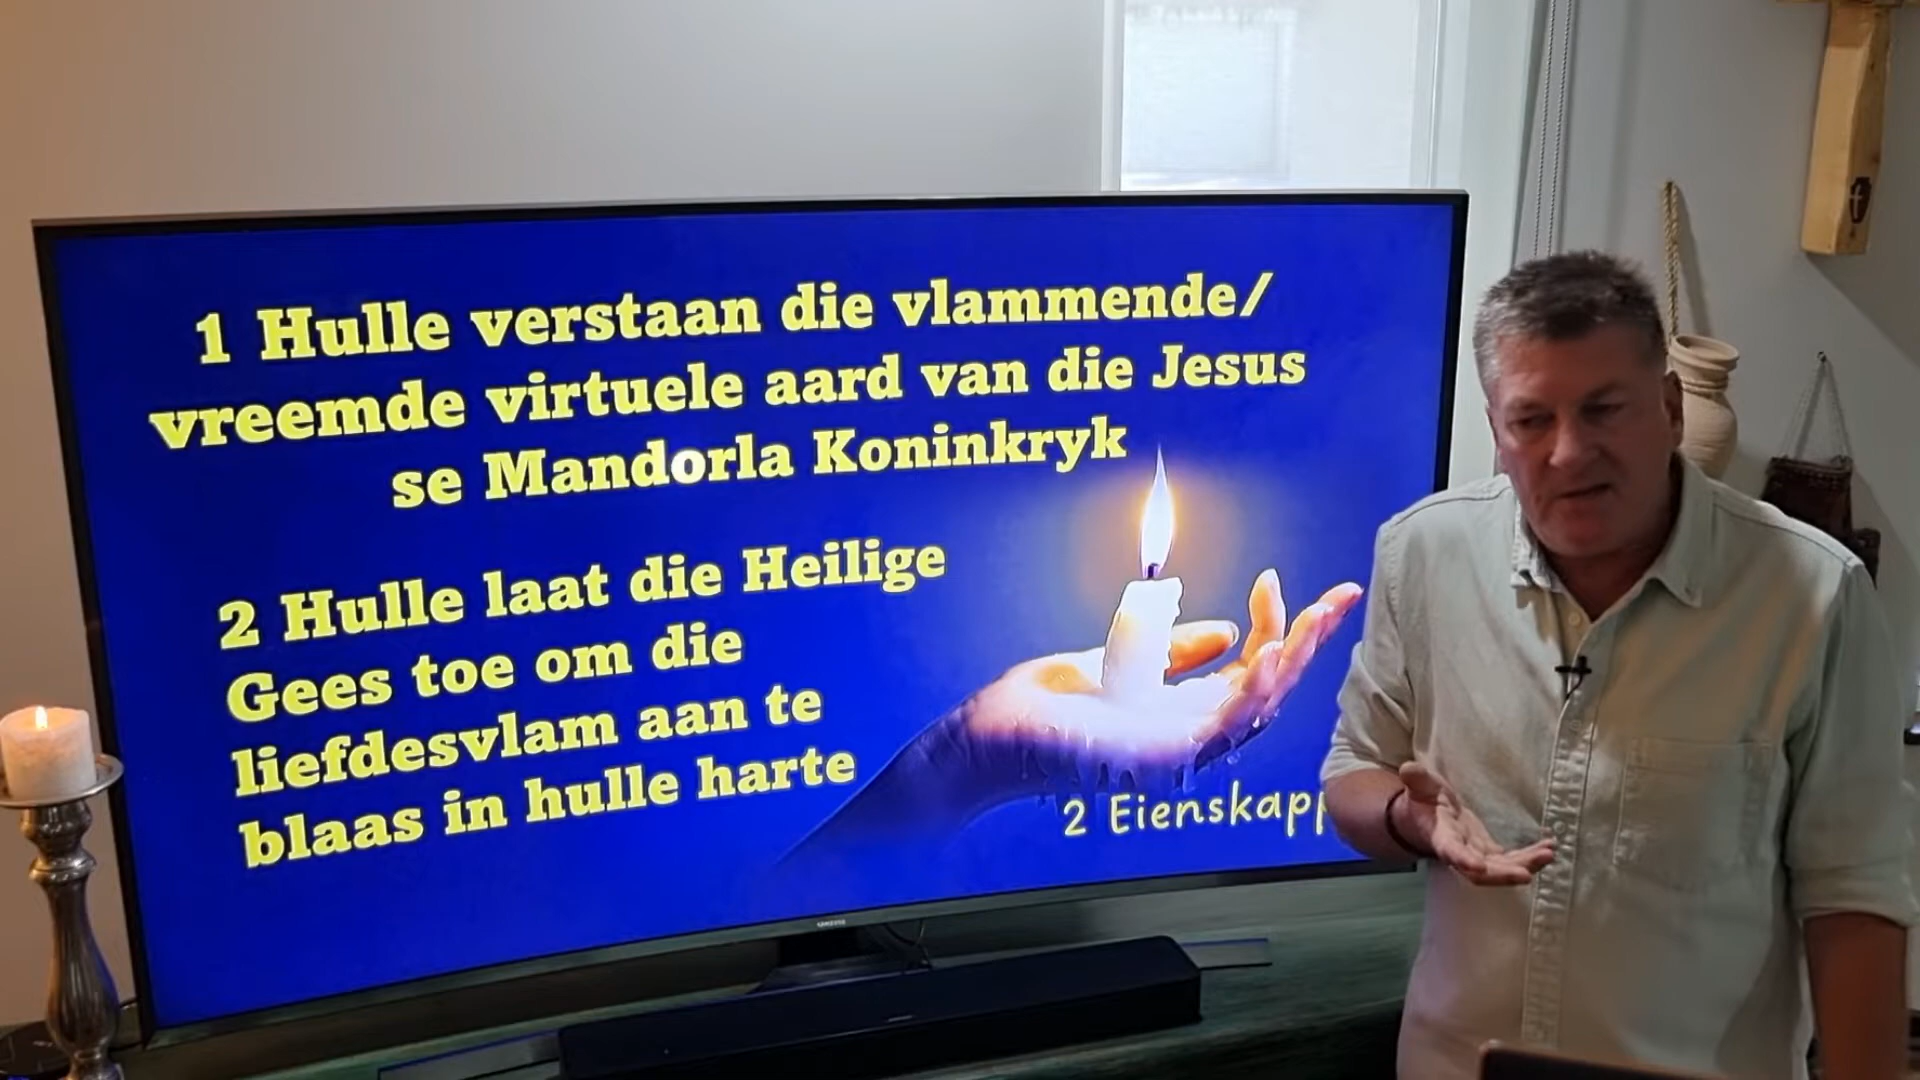 1 Hulle verstaan die vlammende/
vreemde virtuele aard van die Jesus
se Mandorla Koninkryk
2 Hulle laat die Heilige
Gees toe om die
liefdesvlam aan te
blaas in hulle harte
2 Eienskapp
SAMSUNG